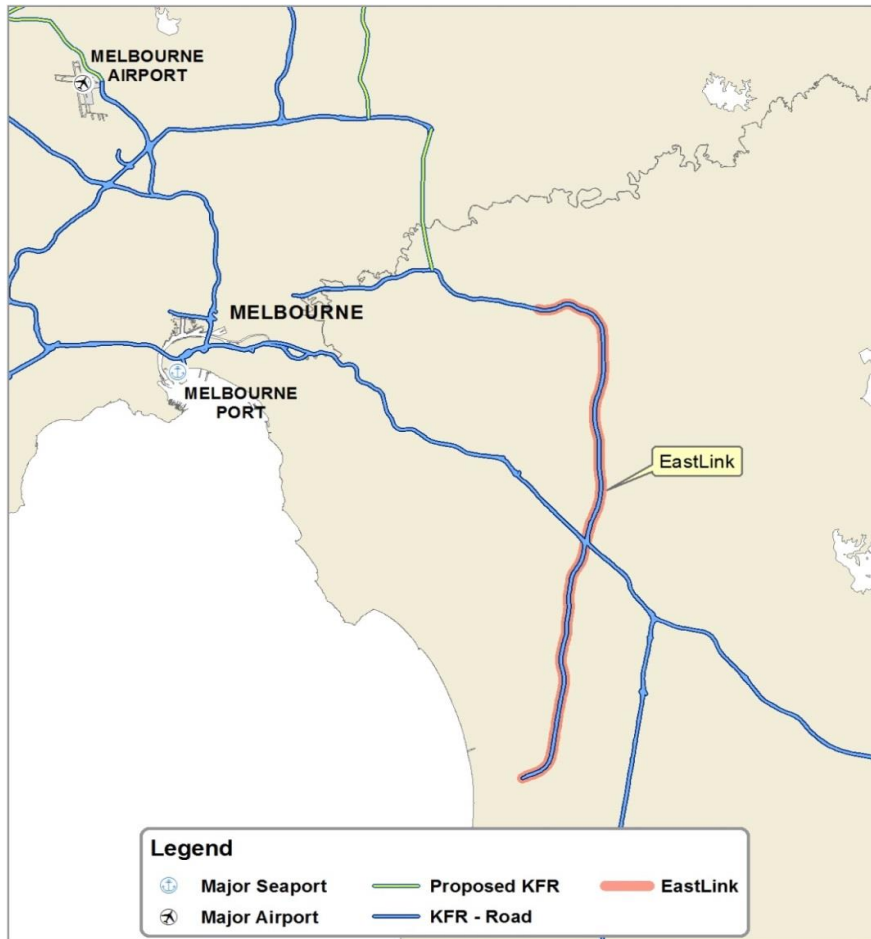 MELBOURNE
AIRPORT
MELBOURNE
MELBOURNE
PORT
EastLink
Legend
Major Seaport
Proposed KFR
EastLink
Major Airport
KFR - Road